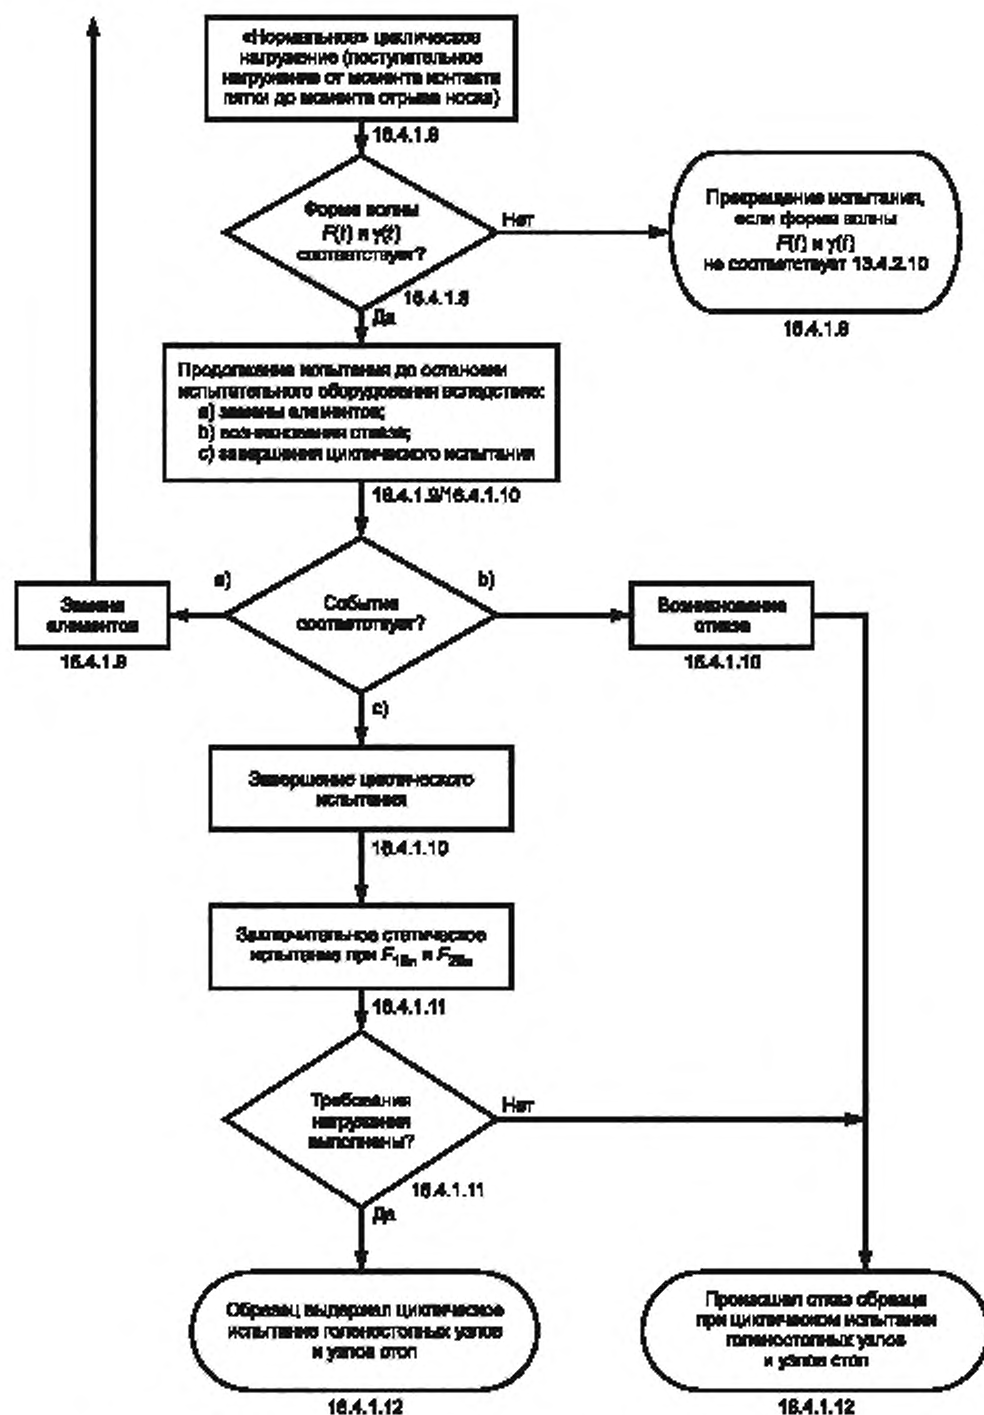 «Нормальное» циклическое
нагружение (поступательное
нагружение от момента контакта
пятки до момента отрыва носка)
16.4.1.8
Форма волны
F(t) и γ(t)
соответствует?
Нет
16.4.1.8
Да
Прекращение испытания,
если форма волны
F(t) и γ(t)
не соответствует 13.4.2.10
16.4.1.8
Продолжение испытания до остановки
испытательного оборудования вследствие:
a) замены элементов;
b) возникновения отказа;
c) завершения циклического испытания
16.4.1.9/16.4.1.10
a)
Событие
соответствует?
b)
c)
Замена
элементов
16.4.1.9
Возникновение
отказа
16.4.1.10
Завершение циклического
испытания
16.4.1.10
Заключительное статическое
испытание при F и F
16.4.1.11
Требования
нагружения
выполнены?
Нет
16.4.1.11
Да
Образец выдержал циклическое
испытание голеностопных узлов
и узлов стоп
16.4.1.12
Произошел отказ образца
при циклическом испытании
голеностопных узлов
и узлов стоп
16.4.1.12